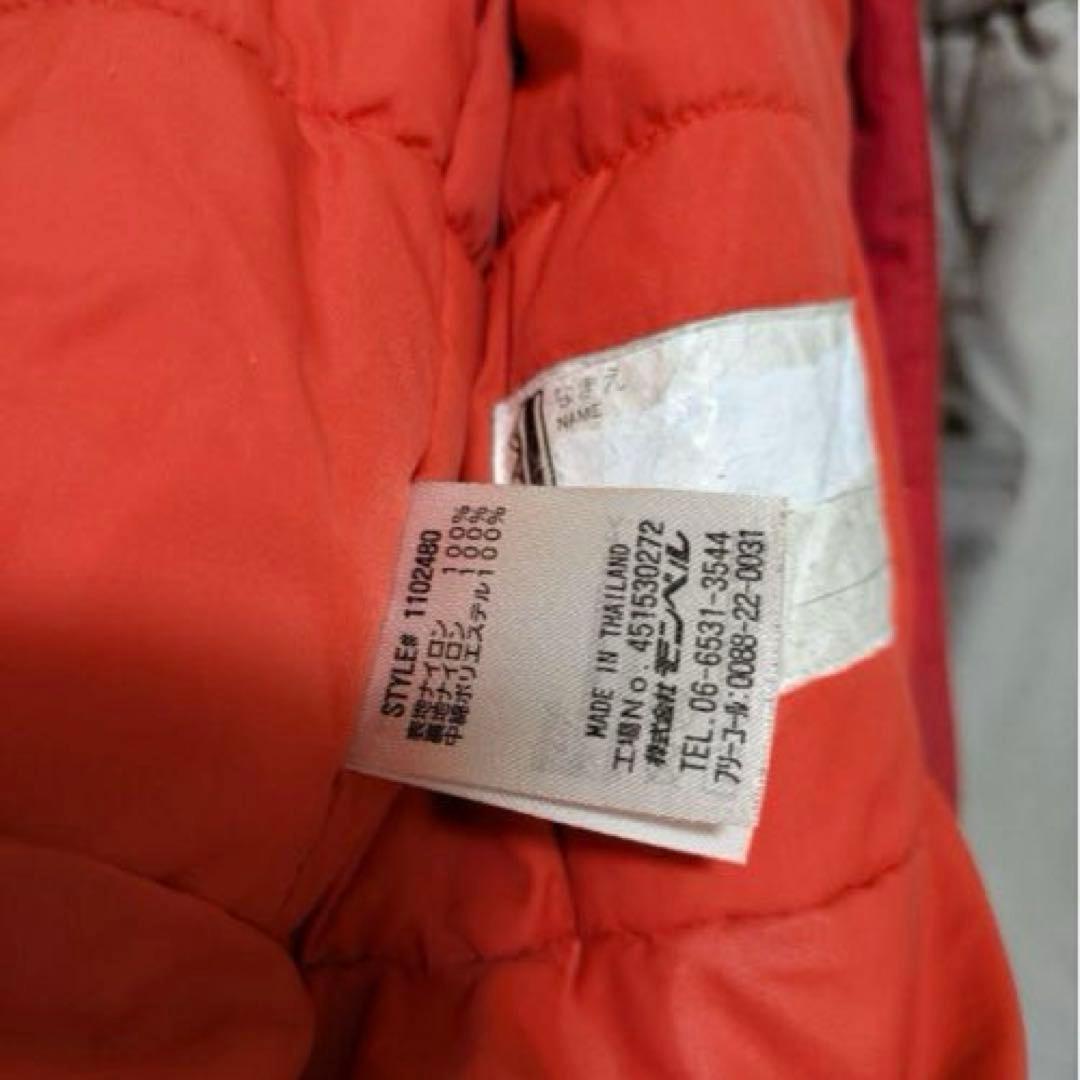 NAME
STYLE# 1102480
表地ナイロン 100%
裏地ナイロン 100%
中綿ポリエステル100%
MADE IN THAILAND
工場No. 451530272
株式会社 モンベル
TEL.06-6531-3544
フリーコール:0088-22-0031